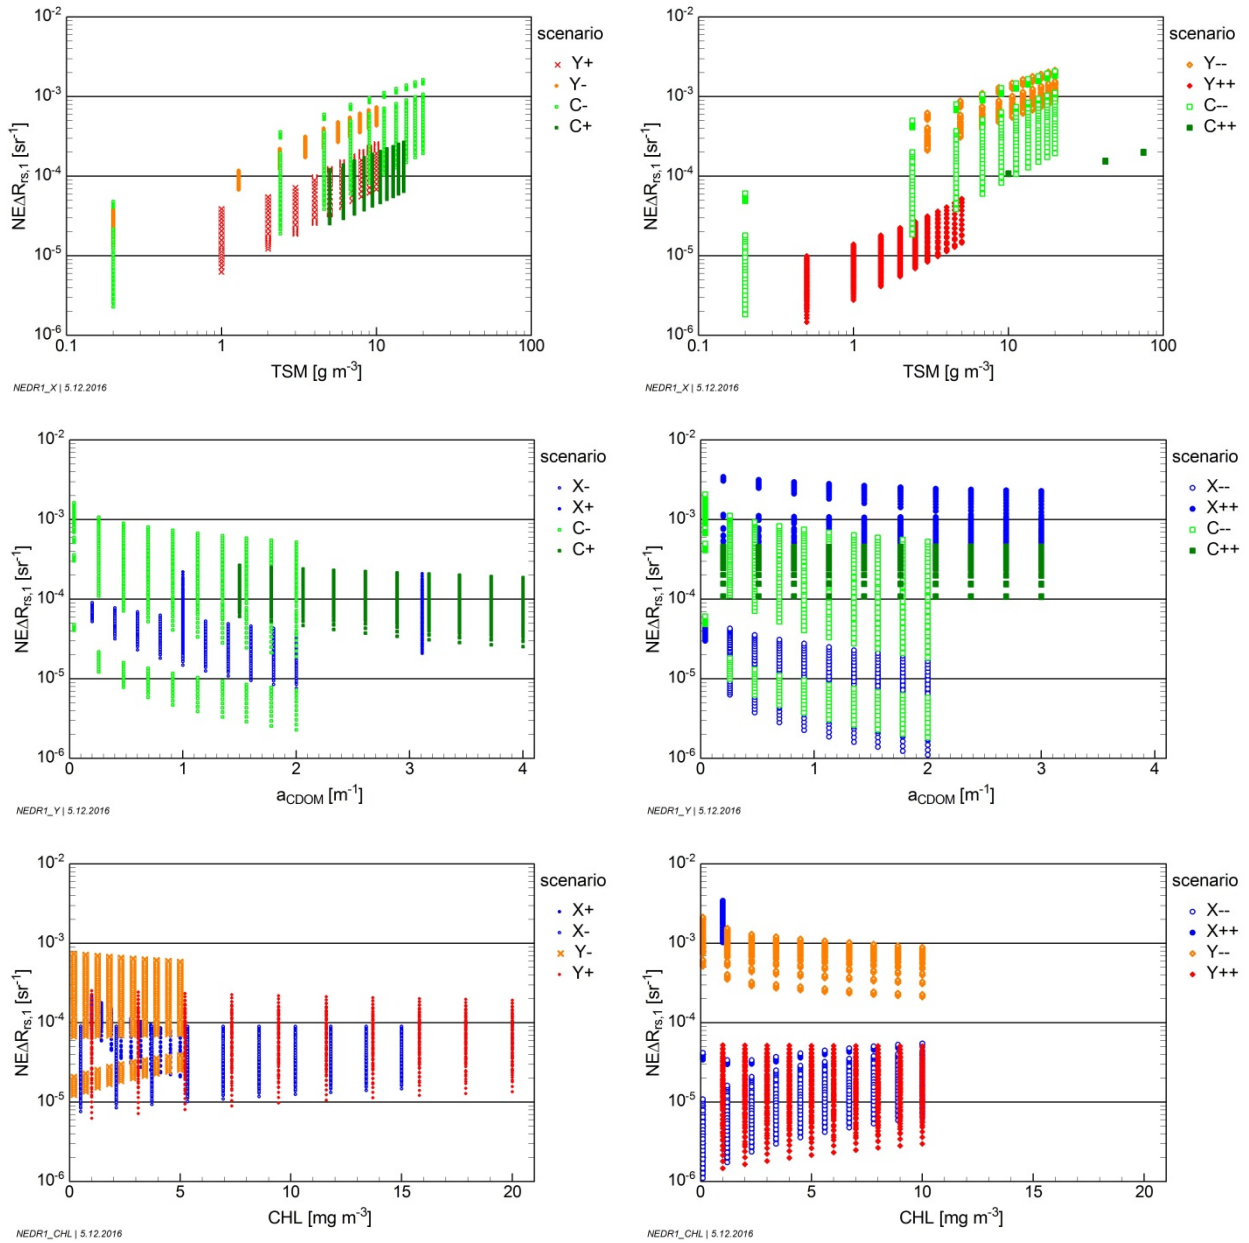 10⁻² 10⁻³ 10⁻⁴ 10⁻⁵ 10⁻⁶
NEΔRrs,1 [sr⁻¹]
0.1 1 10 100
TSM [g m⁻³]
scenario
Y+
Y-
C-
C+
NEDR1_X | 5.12.2016
10⁻² 10⁻³ 10⁻⁴ 10⁻⁵ 10⁻⁶
NEΔRrs,1 [sr⁻¹]
0.1 1 10 100
TSM [g m⁻³]
scenario
Y--
Y++
C--
C++
NEDR1_X | 5.12.2016
10⁻² 10⁻³ 10⁻⁴ 10⁻⁵ 10⁻⁶
NEΔRrs,1 [sr⁻¹]
0 1 2 3 4
aCDOM [m⁻¹]
scenario
X-
X+
C-
C+
NEDR1_Y | 5.12.2016
10⁻² 10⁻³ 10⁻⁴ 10⁻⁵ 10⁻⁶
NEΔRrs,1 [sr⁻¹]
0 1 2 3 4
aCDOM [m⁻¹]
scenario
X--
X++
C--
C++
NEDR1_Y | 5.12.2016
10⁻² 10⁻³ 10⁻⁴ 10⁻⁵ 10⁻⁶
NEΔRrs,1 [sr⁻¹]
0 5 10 15 20
CHL [mg m⁻³]
scenario
X+
X-
Y-
Y+
NEDR1_CHL | 5.12.2016
10⁻² 10⁻³ 10⁻⁴ 10⁻⁵ 10⁻⁶
NEΔRrs,1 [sr⁻¹]
0 5 10 15 20
CHL [mg m⁻³]
scenario
X--
X++
Y--
Y++
NEDR1_CHL | 5.12.2016